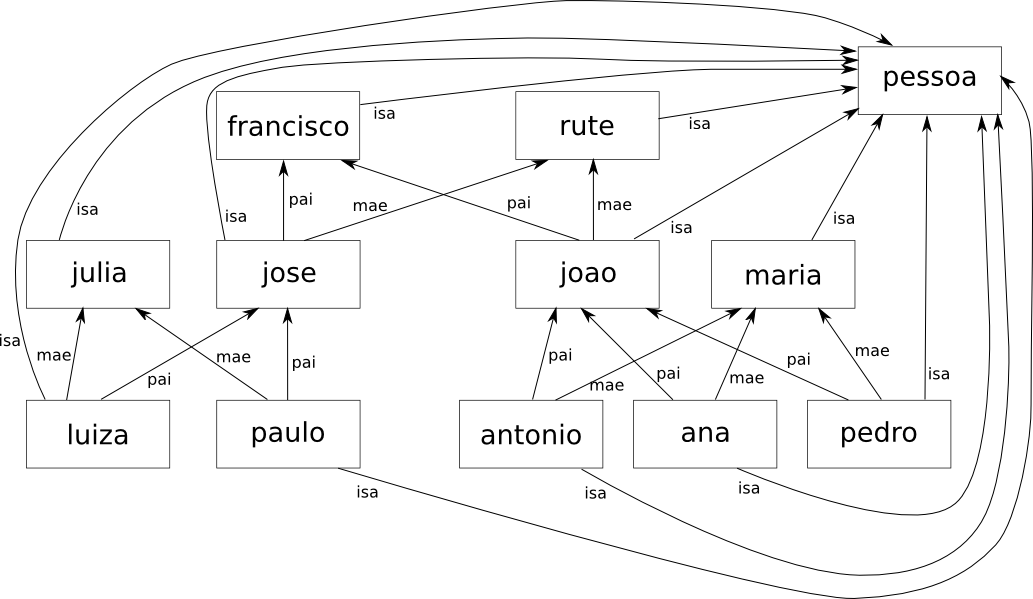 pessoa
isa
francisco
rute
isa
pai
mae
pai
mae
isa
isa
isa
isa
julia
jose
joao
maria
isa
mae
pai
mae
pai
pai
mae
pai
mae
pai
mae
isa
luiza
paulo
antonio
ana
pedro
isa
isa
isa